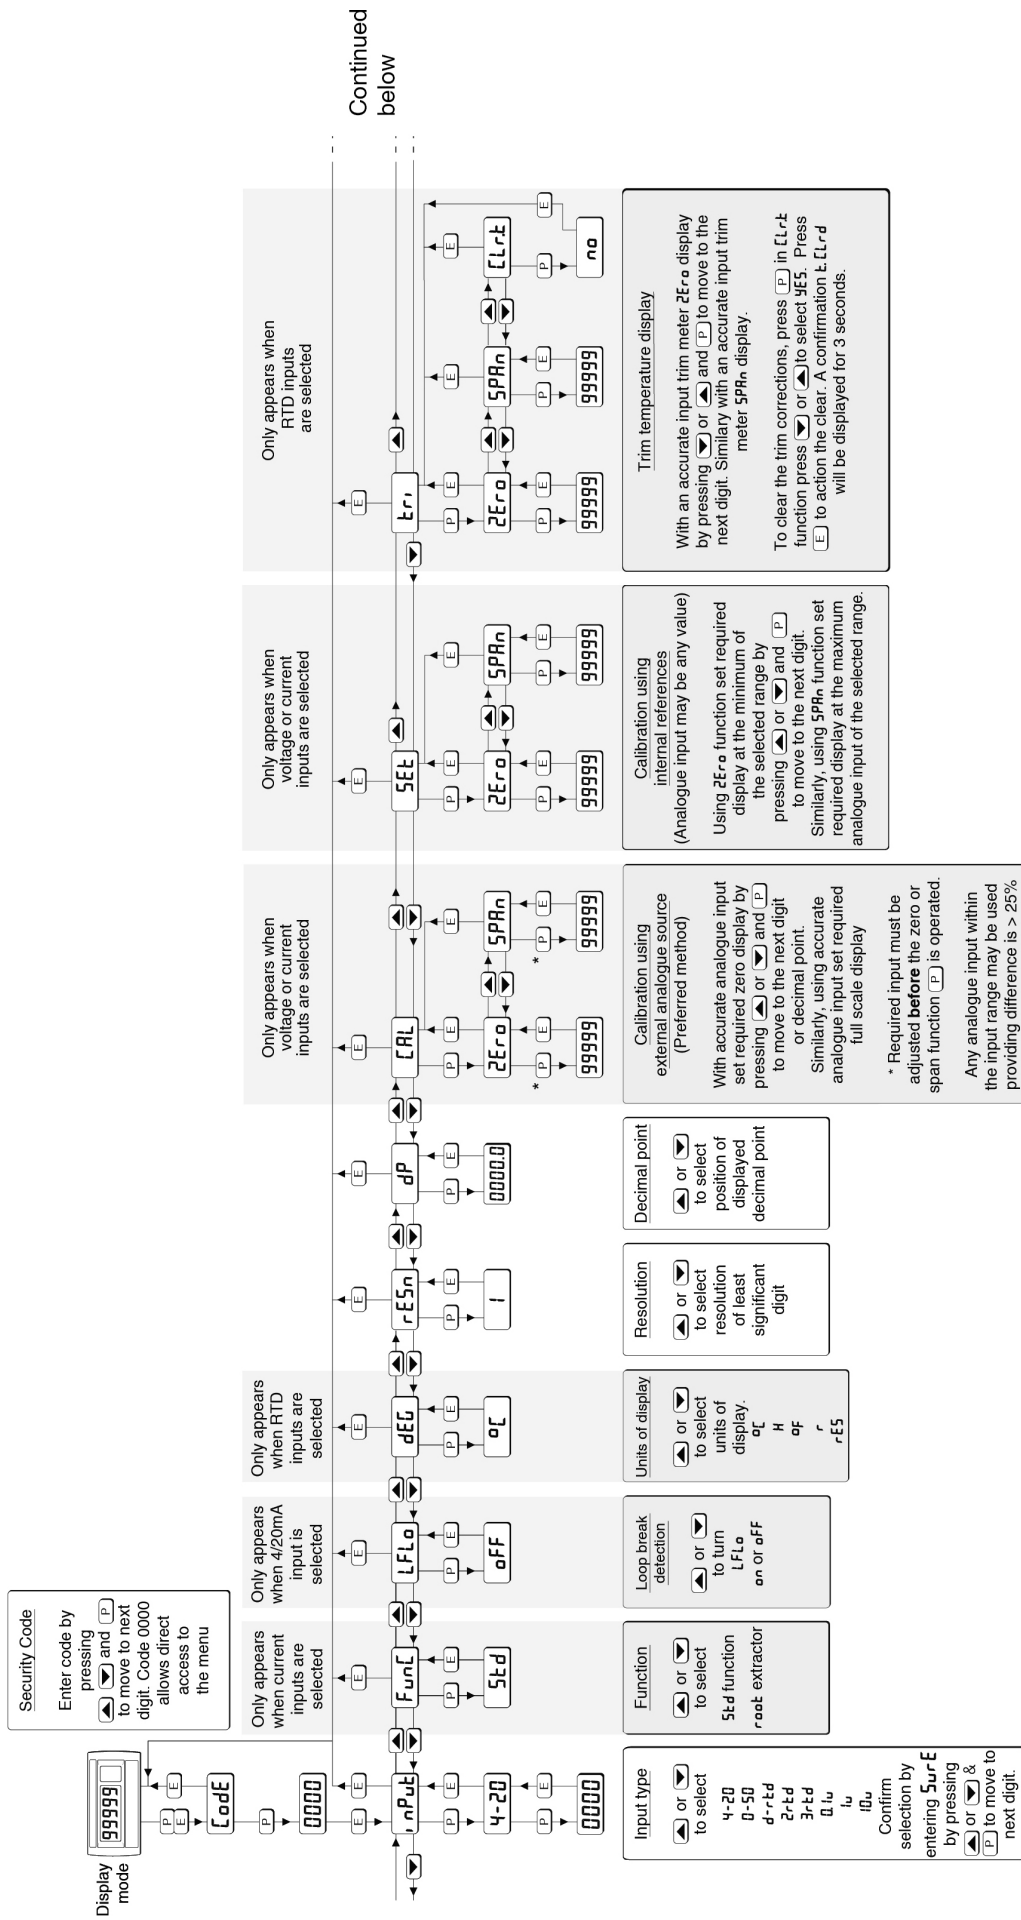 Display
mode
99999
P
E
E
CodE
P
0000
E
Security Code
Enter code by
pressing
▲ ▼ and P
to move to next
digit. Code 0000
allows direct
access to
the menu
Continued
below
inPut
E
P
E
4-20
P
E
0000
Input type
▲ or ▼
to select
4-20
0-50
d-rtd
2rtd
3rtd
0.1u
1u
10u
Confirm
selection by
entering SurE
by pressing
▲ or ▼ &
P to move to
next digit.
Only appears
when current
inputs are
selected
E
FunC
P
E
Std
Function
▲ or ▼
to select
Std function
root extractor
Only appears
when 4/20mA
input is
selected
E
LFLo
P
E
oFF
Loop break
detection
▲ or ▼
to turn
LFLo
on or oFF
Only appears
when RTD
inputs are
selected
E
dEG
P
E
oC
Units of display
▲ or ▼
to select
units of
display.
oC
H
oF
r
rES
E
rESn
P
E
1
Resolution
▲ or ▼
to select
resolution
of least
significant
digit
E
dP
P
E
0000.0
Decimal point
▲ or ▼
to select
position of
displayed
decimal point
Only appears when
voltage or current
inputs are selected
E
CAL
P
E
E
2Ero
SPAn
* P
E
* P
E
99999
99999
Calibration using
external analogue source
(Preferred method)
With accurate analogue input
set required zero display by
pressing ▲ or ▼ and P
to move to the next digit
or decimal point.
Similarly, using accurate
analogue input set required
full scale display
* Required input must be
adjusted before the zero or
span function P is operated.
Any analogue input within
the input range may be used
providing difference is > 25%
Only appears when
voltage or current
inputs are selected
E
SEt
P
E
E
2Ero
SPAn
P
E
P
E
99999
99999
Calibration using
internal references
(Analogue input may be any value)
Using 2Ero function set required
display at the minimum of
the selected range by
pressing ▲ or ▼ and P
to move to the next digit.
Similarly, using SPAn function set
required display at the maximum
analogue input of the selected range.
Only appears when
RTD inputs
are selected
E
tri
P
E
E
E
2Ero
SPAn
CLr.t
P
E
P
E
P
E
99999
99999
no
Trim temperature display
With an accurate input trim meter 2Ero display
by pressing ▼ or ▲ and P to move to the
next digit. Similary with an accurate input trim
meter SPAn display.
To clear the trim corrections, press P in CLr.t
function press ▼ or ▲ to select YES. Press
E to action the clear. A confirmation t.CLrd
will be displayed for 3 seconds.